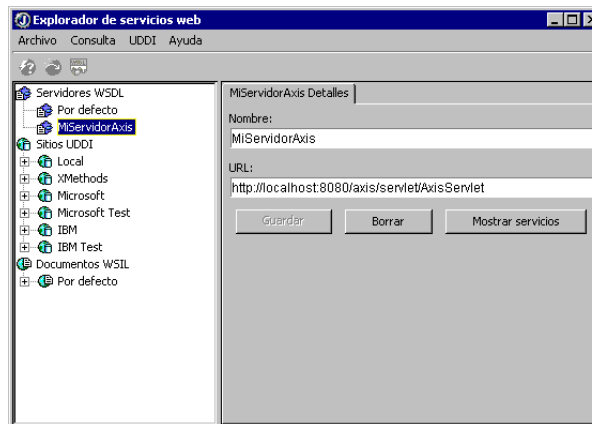 Explorador de servicios web
Archivo Consulta UDDI Ayuda
Servidores WSDL
Por defecto
MiServidorAxis
Sitios UDDI
Local
XMethods
Microsoft
Microsoft Test
IBM
IBM Test
Documentos WSIL
Por defecto
MiServidorAxis Detalles
Nombre:
MiServidorAxis
URL:
http://localhost:8080/axis/servlet/AxisServlet
Guardar Borrar Mostrar servicios